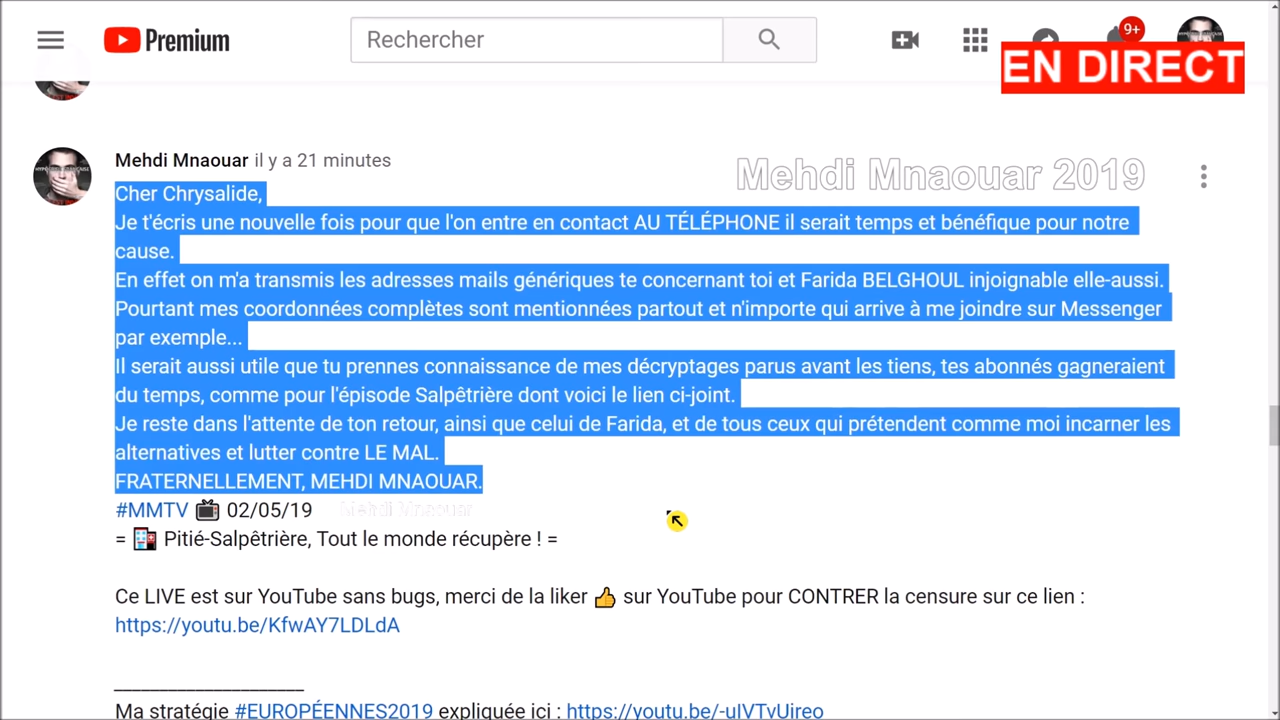 Premium
Rechercher
9+
EN DIRECT
Mehdi Mnaouar il y a 21 minutes
Mehdi Mnaouar 2019
Cher Chrysalide,
Je t'écris une nouvelle fois pour que l'on entre en contact AU TÉLÉPHONE il serait temps et bénéfique pour notre
cause.
En effet on m'a transmis les adresses mails génériques te concernant toi et Farida BELGHOUL injoignable elle-aussi.
Pourtant mes coordonnées complètes sont mentionnées partout et n'importe qui arrive à me joindre sur Messenger
par exemple...
Il serait aussi utile que tu prennes connaissance de mes décryptages parus avant les tiens, tes abonnés gagneraient
du temps, comme pour l'épisode Salpêtrière dont voici le lien ci-joint.
Je reste dans l'attente de ton retour, ainsi que celui de Farida, et de tous ceux qui prétendent comme moi incarner les
alternatives et lutter contre LE MAL.
FRATERNELLEMENT, MEHDI MNAOUAR.
#MMTV 📺 02/05/19 Mehdi Mnaouar
= 🏥 Pitié-Salpêtrière, Tout le monde récupère ! =
Ce LIVE est sur YouTube sans bugs, merci de la liker 👍 sur YouTube pour CONTRER la censure sur ce lien :
https://youtu.be/KfwAY7LDLdA
_____________________
Ma stratégie #EUROPÉENNES2019 expliquée ici : https://youtu.be/-uIVTvUireo